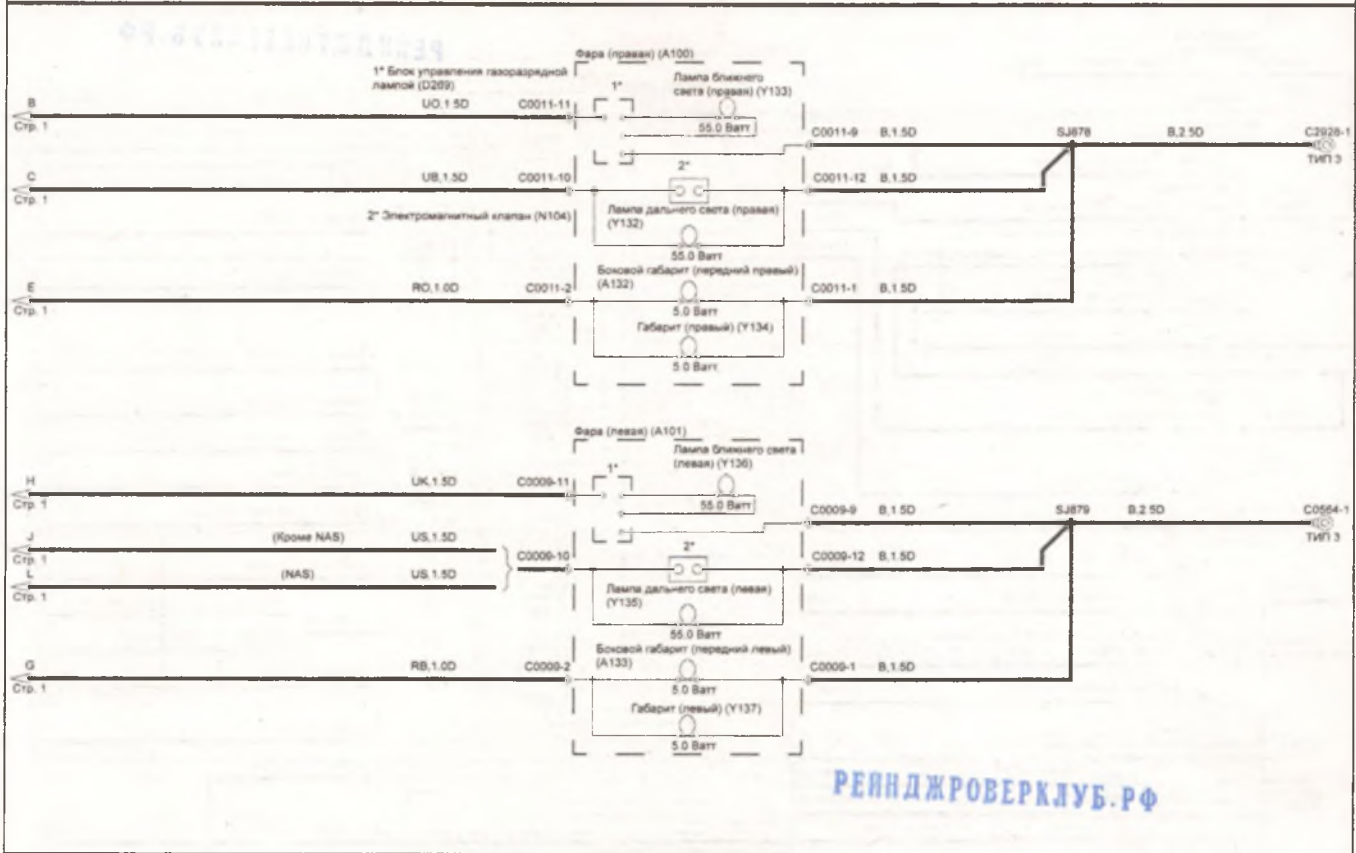 Фара (правая) (A100)
1* Блок управления газоразрядной
лампой (D269)
1*
Лампа ближнего
света (правая) (Y133)
B
UO,1.5D
C0011-11
Стр. 1
55.0 Ватт
C0011-9
B,1.5D
SJ878
B,2.5D
C2926-1
ТИП 3
C
UB,1.5D
C0011-10
2*
C0011-12
B,1.5D
Стр. 1
2* Электромагнитный клапан (N104)
Лампа дальнего света (правая)
(Y132)
55.0 Ватт
Боковой габарит (передний правый)
(A132)
E
RO,1.0D
C0011-2
C0011-1
B,1.5D
Стр. 1
5.0 Ватт
Габарит (правый) (Y134)
5.0 Ватт
Фара (левая) (A101)
1*
Лампа ближнего света
(левая) (Y136)
H
UK,1.5D
C0009-11
Стр. 1
55.0 Ватт
C0009-9
B,1.5D
SJ879
B,2.5D
C0564-1
ТИП 3
J
(Кроме NAS)
US,1.5D
Стр. 1
C0009-10
2*
C0009-12
B,1.5D
L
(NAS)
US,1.5D
Стр. 1
Лампа дальнего света (левая)
(Y135)
55.0 Ватт
Боковой габарит (передний левый)
(A133)
G
RB,1.0D
C0009-2
C0009-1
B,1.5D
Стр. 1
5.0 Ватт
Габарит (левый) (Y137)
5.0 Ватт
РЕЙНДЖРОВЕРКЛУБ.РФ